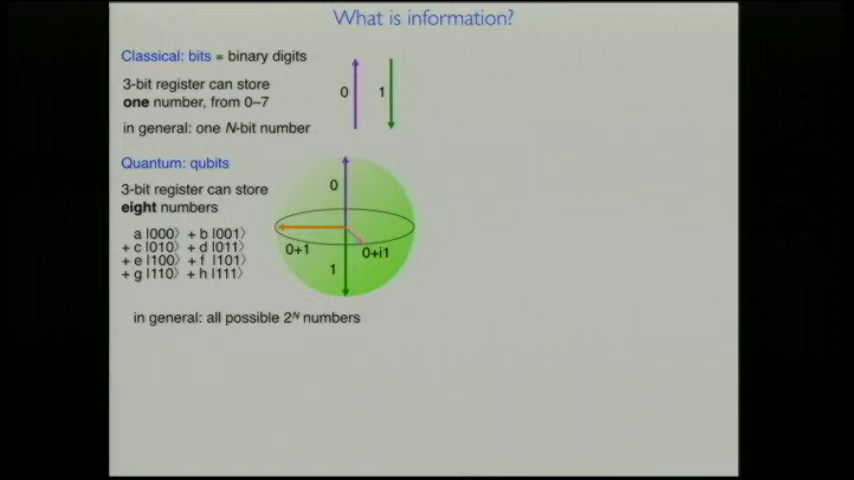 What is information?
Classical: bits = binary digits
3-bit register can store
one number, from 0–7
in general: one N-bit number
0
1
Quantum: qubits
3-bit register can store
eight numbers
a |000⟩ + b |001⟩
+ c |010⟩ + d |011⟩
+ e |100⟩ + f |101⟩
+ g |110⟩ + h |111⟩
0
0+1
0+i1
1
in general: all possible 2ᴺ numbers